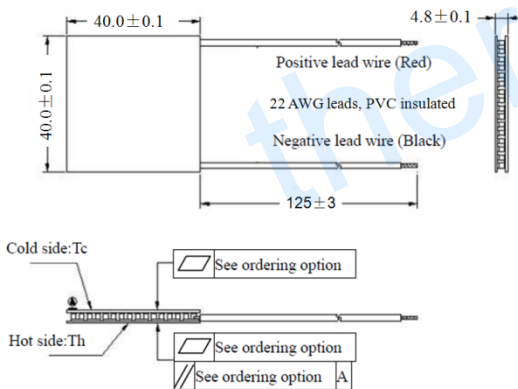 40.0±0.1
4.8±0.1
40.0±0.1
Positive lead wire (Red)
22 AWG leads, PVC insulated
Negative lead wire (Black)
125±3
Cold side:Tc
See ordering option
Hot side:Th
See ordering option
See ordering option A
ther